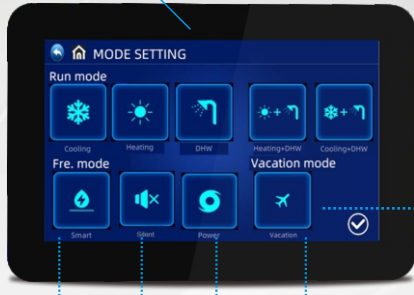 MODE SETTING
Run mode
Cooling Heating DHW Heating+DHW Cooling+DHW
Fre. mode Vacation mode
Smart Silent Power Vacation